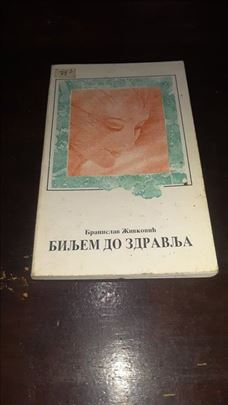 Бранислав Живковић
БИЉЕМ ДО ЗДРАВЉА